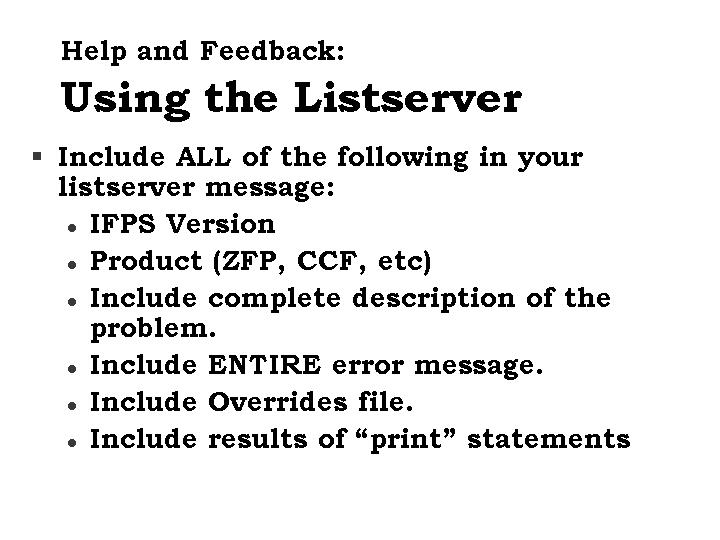 Help and Feedback:
Using the Listserver
▪ Include ALL of the following in your
listserver message:
● IFPS Version
● Product (ZFP, CCF, etc)
● Include complete description of the
problem.
● Include ENTIRE error message.
● Include Overrides file.
● Include results of “print” statements